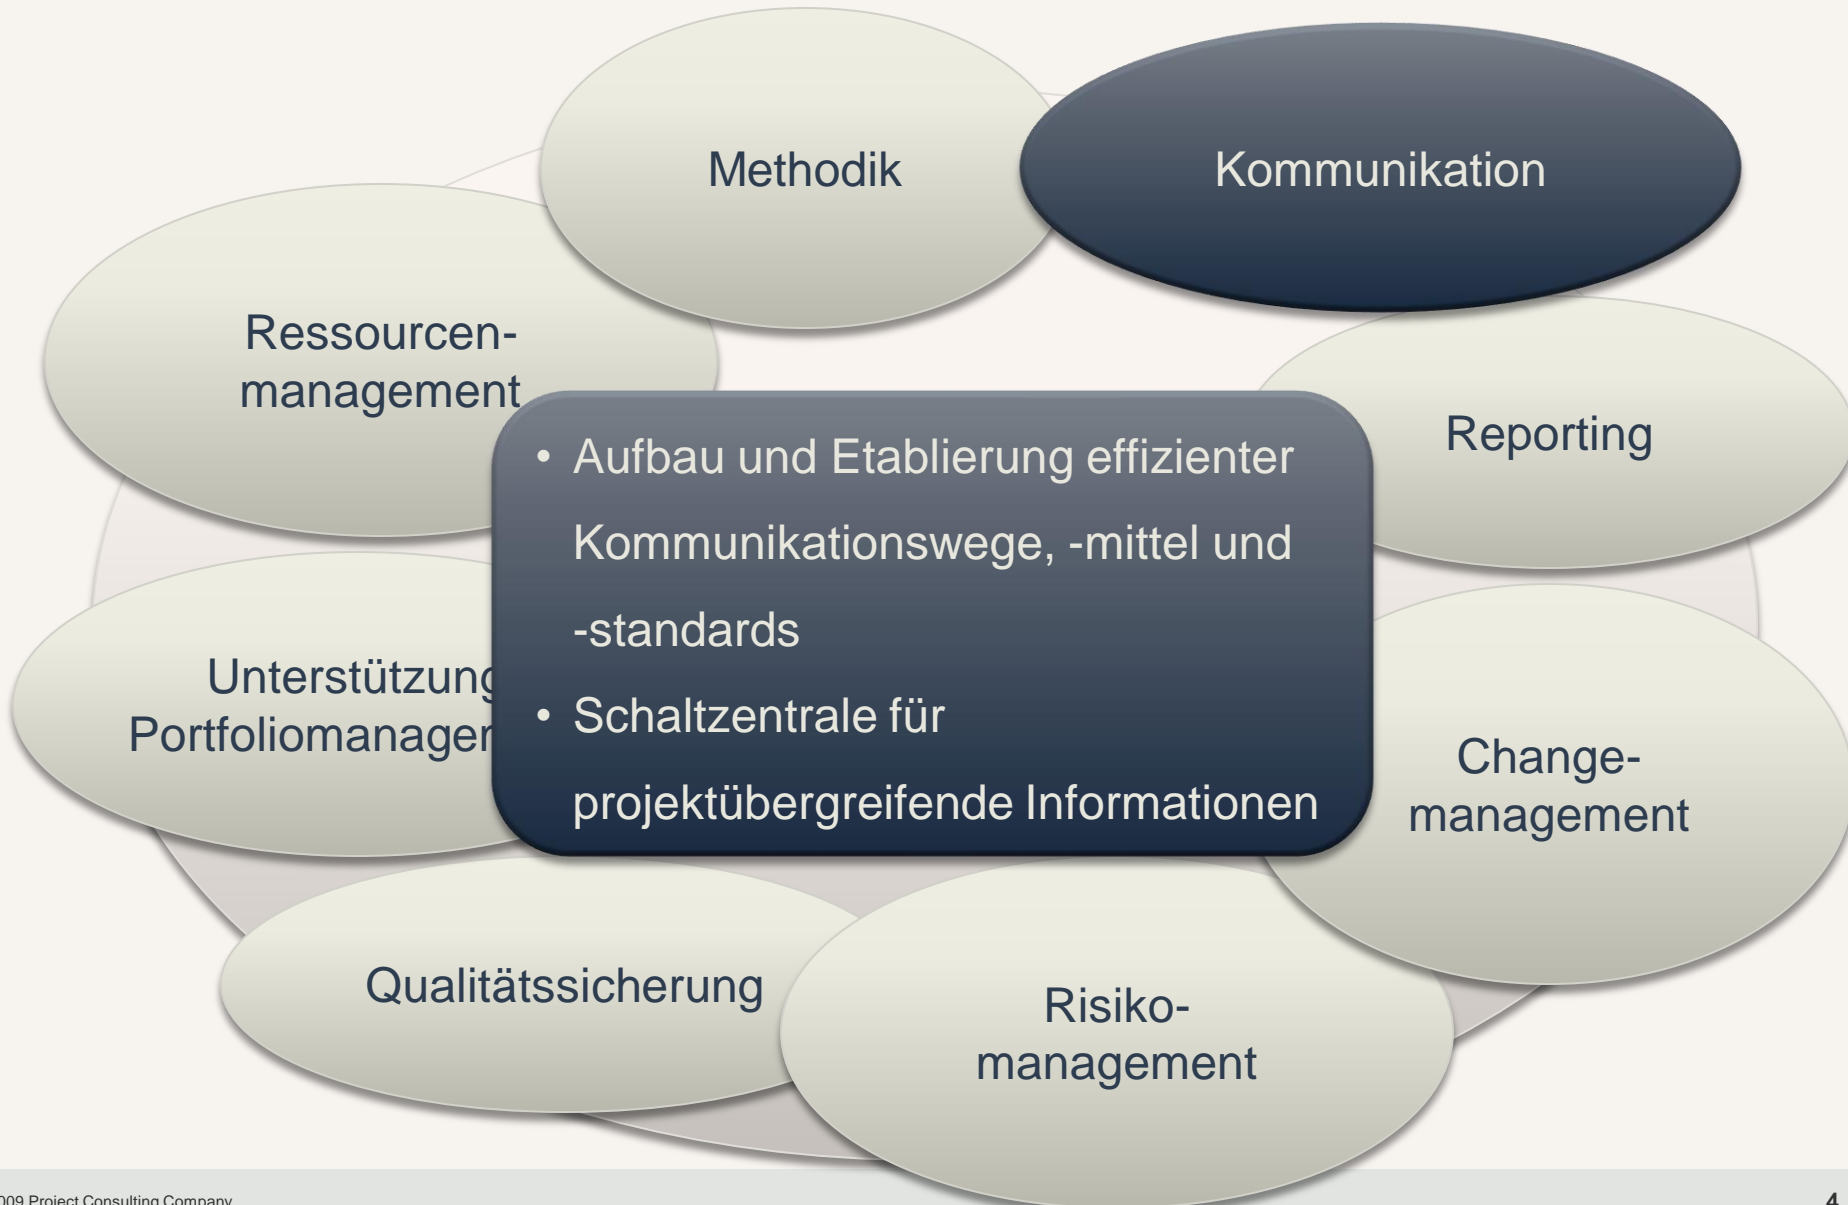 Methodik
Kommunikation
Ressourcen-
management
Reporting
• Aufbau und Etablierung effizienter
Kommunikationswege, -mittel und
-standards
• Schaltzentrale für
projektübergreifende Informationen
Unterstützung
Change-
management
Qualitätssicherung
Risiko-
management
Project Consulting Company
4